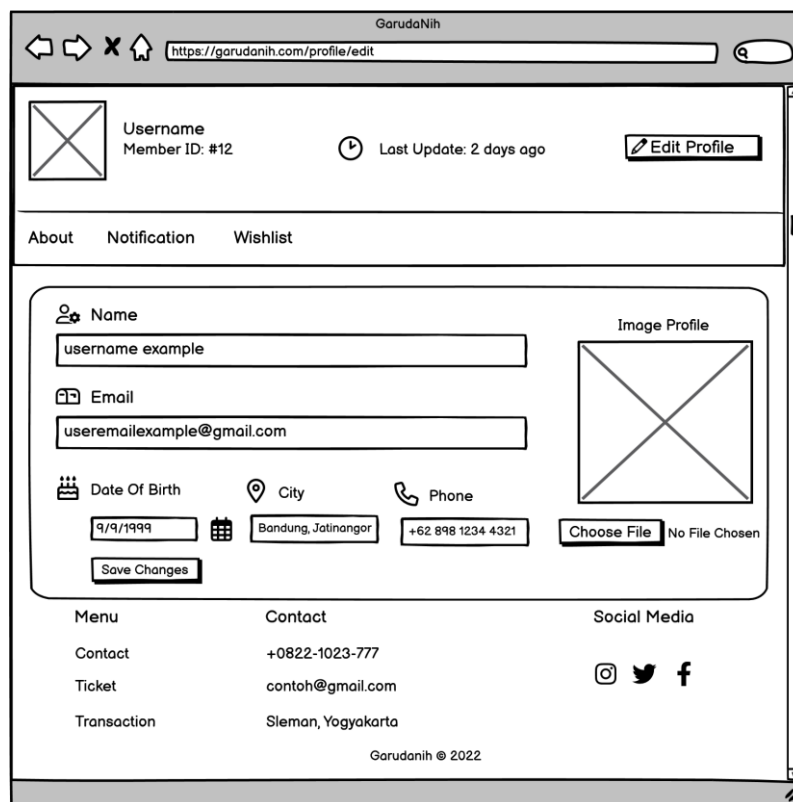 GarudaNih
https://garudanih.com/profile/edit
Username
Member ID: #12
Last Update: 2 days ago
Edit Profile
About Notification Wishlist
Name
username example
Image Profile
Email
useremailexample@gmail.com
Date Of Birth City Phone
9/9/1999 Bandung, Jatinangor +62 898 1234 4321
Choose File No File Chosen
Save Changes
Menu Contact Social Media
Contact +0822-1023-777
Ticket contoh@gmail.com
Transaction Sleman, Yogyakarta
Garudanih © 2022